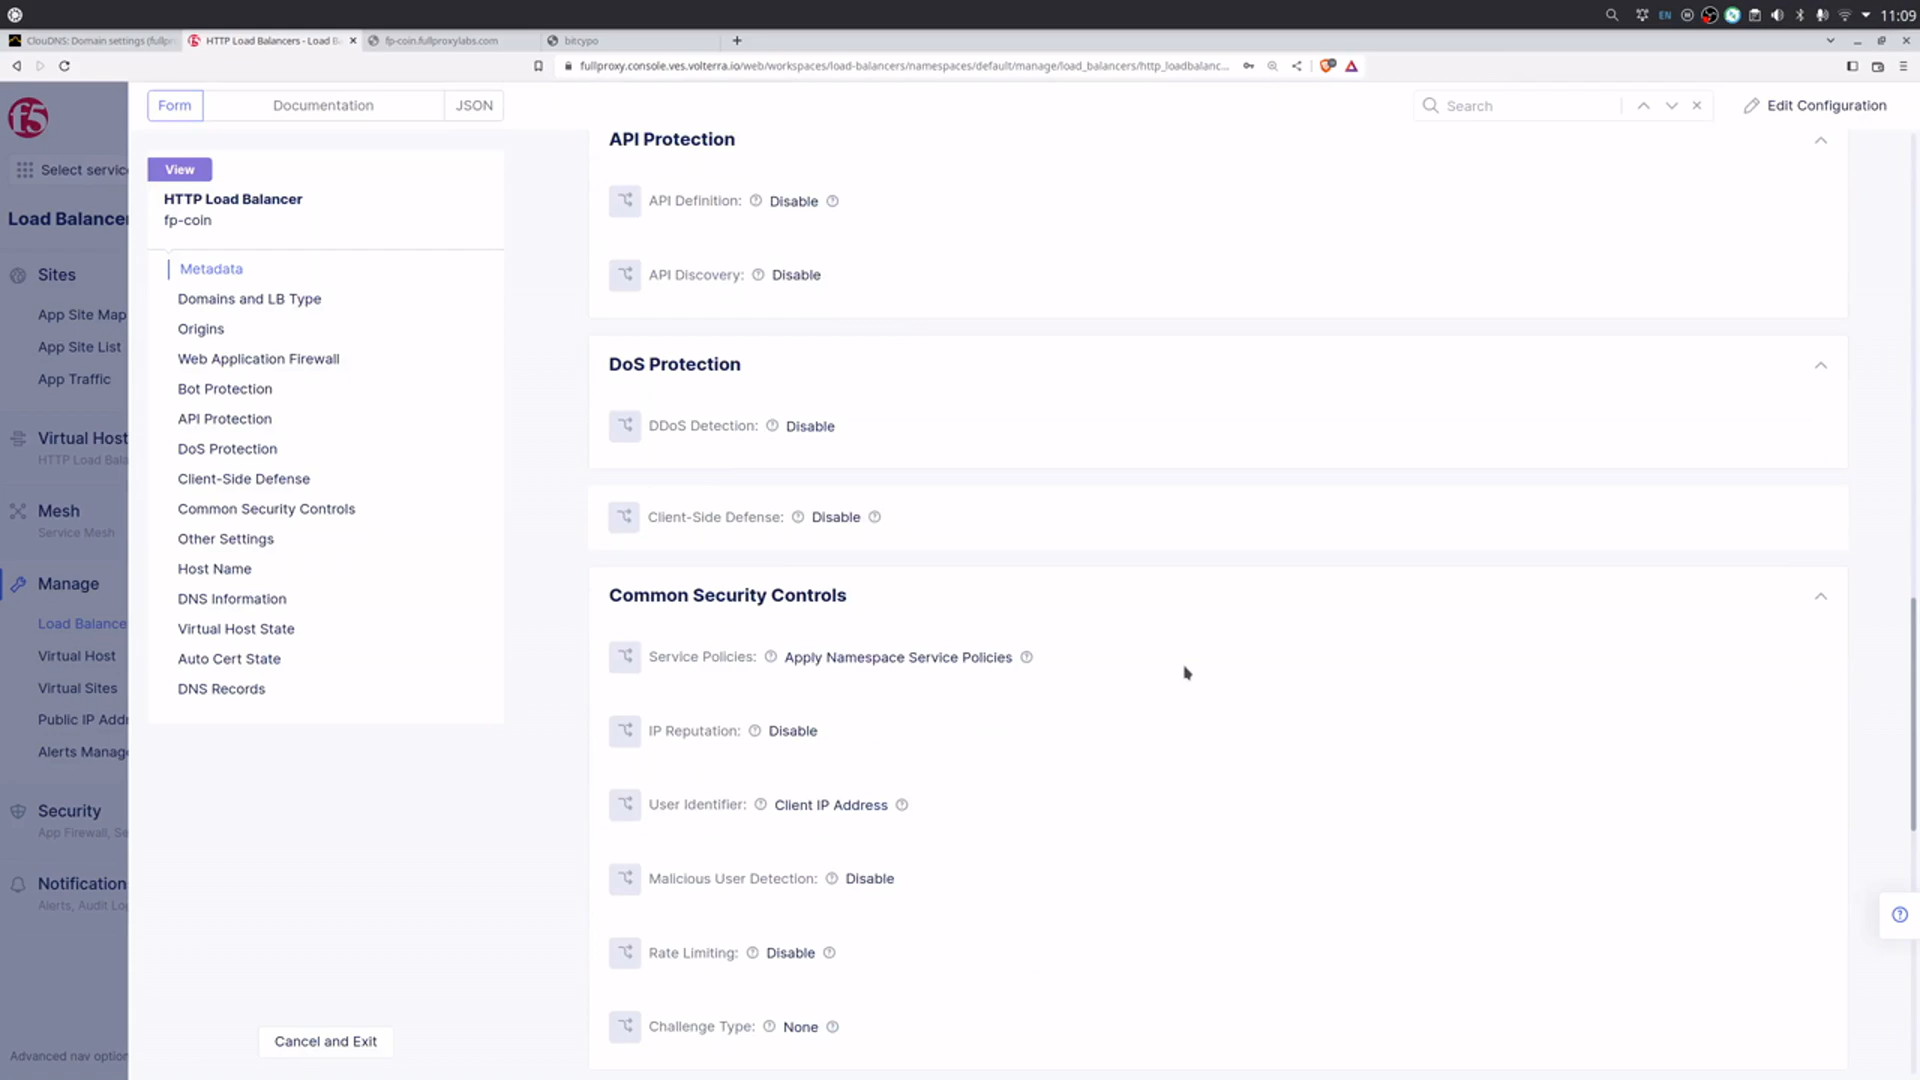 11:09
EN
ClouDNS: Domain settings (fullpr
HTTP Load Balancers - Load B
fp-coin.fullproxylabs.com
bitcypo
fullproxy.console.ves.volterra.io/web/workspaces/load-balancers/namespaces/default/manage/load_balancers/http_loadbalanc...
f5
Form
Documentation
JSON
Search
Edit Configuration
Select servic
Load Balancer
Sites
App Site Map
App Site List
App Traffic
Virtual Host
HTTP Load Bala
Mesh
Service Mesh
Manage
Load Balance
Virtual Host
Virtual Sites
Public IP Addr
Alerts Manage
Security
App Firewall, Se
Notification
Alerts, Audit Log
Advanced nav option
View
HTTP Load Balancer
fp-coin
Metadata
Domains and LB Type
Origins
Web Application Firewall
Bot Protection
API Protection
DoS Protection
Client-Side Defense
Common Security Controls
Other Settings
Host Name
DNS Information
Virtual Host State
Auto Cert State
DNS Records
Cancel and Exit
API Protection
API Definition: Disable
API Discovery: Disable
DoS Protection
DDoS Detection: Disable
Client-Side Defense: Disable
Common Security Controls
Service Policies: Apply Namespace Service Policies
IP Reputation: Disable
User Identifier: Client IP Address
Malicious User Detection: Disable
Rate Limiting: Disable
Challenge Type: None